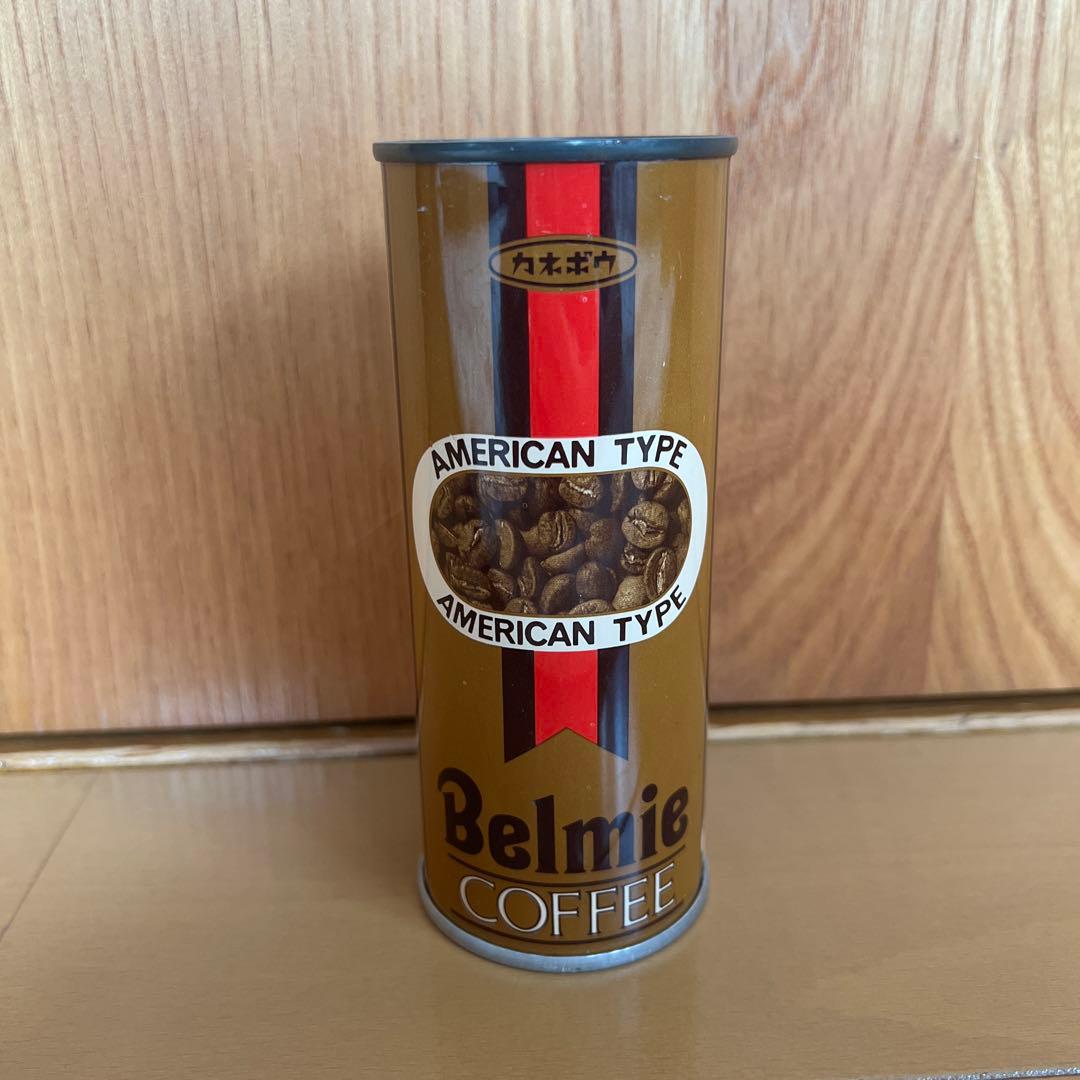 カネボウ
AMERICAN TYPE
AMERICAN TYPE
Belmie
COFFEE